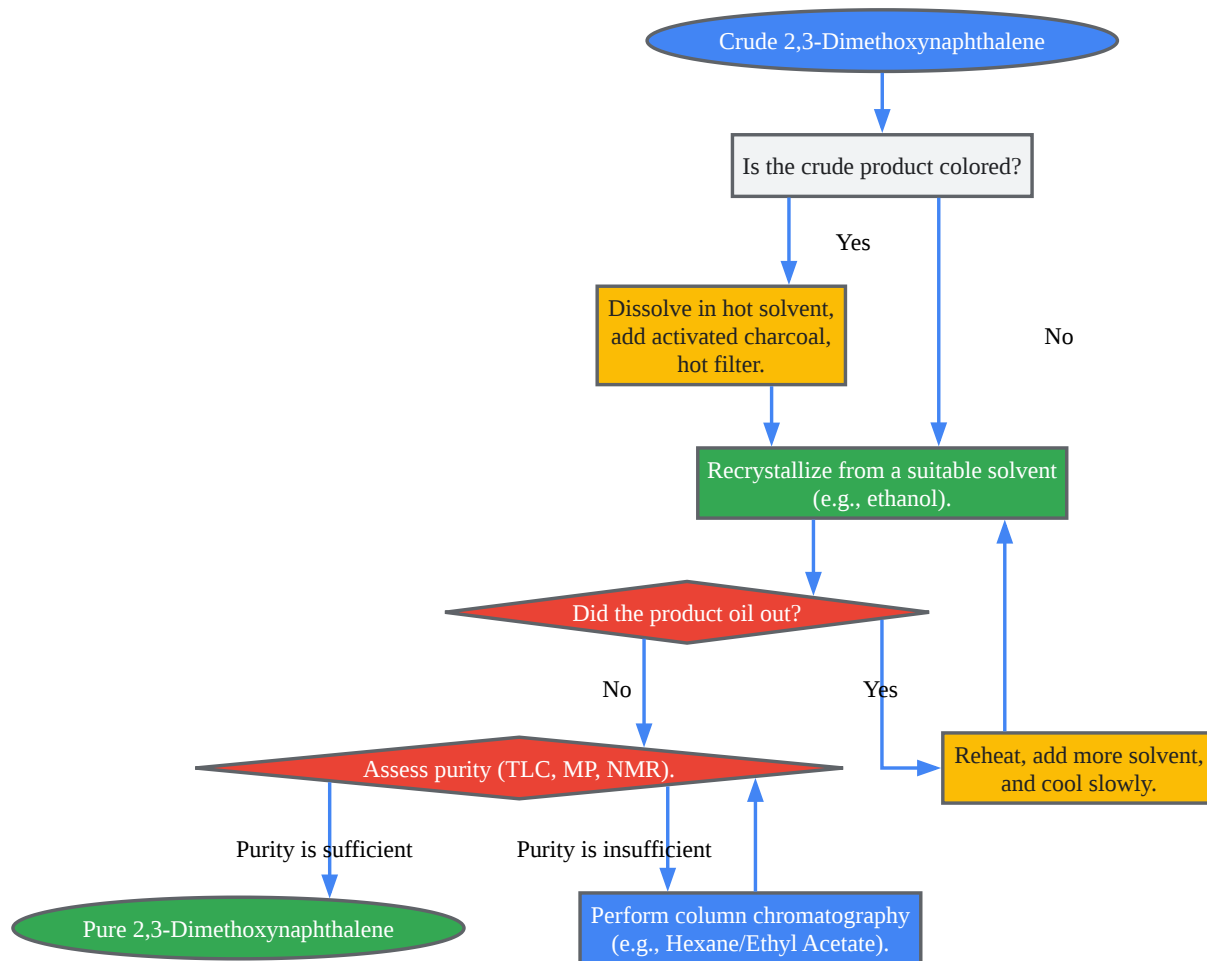 Crude 2,3-Dimethoxynaphthalene
Is the crude product colored?
Yes
Dissolve in hot solvent,
add activated charcoal,
hot filter.
No
Recrystallize from a suitable solvent
(e.g., ethanol).
Did the product oil out?
No
Yes
Reheat, add more solvent,
and cool slowly.
Assess purity (TLC, MP, NMR).
Purity is sufficient
Purity is insufficient
Pure 2,3-Dimethoxynaphthalene
Perform column chromatography
(e.g., Hexane/Ethyl Acetate).